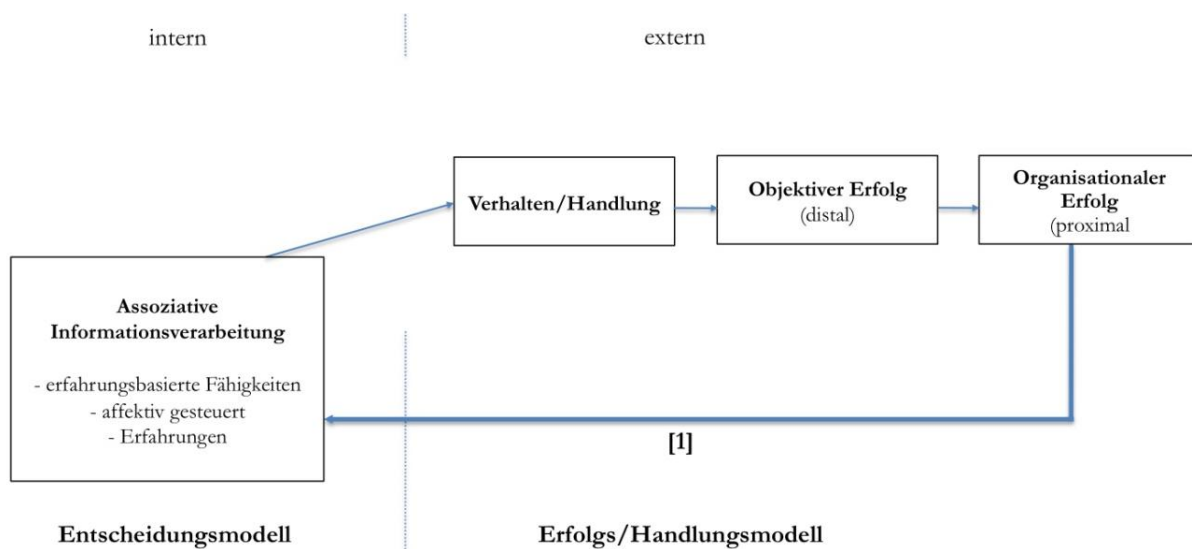 intern
extern
Verhalten/Handlung
Objektiver Erfolg
(distal)
Organisationaler
Erfolg
(proximal
Assoziative
Informationsverarbeitung
- erfahrungsbasierte Fähigkeiten
- affektiv gesteuert
- Erfahrungen
[1]
Entscheidungsmodell
Erfolgs/Handlungsmodell